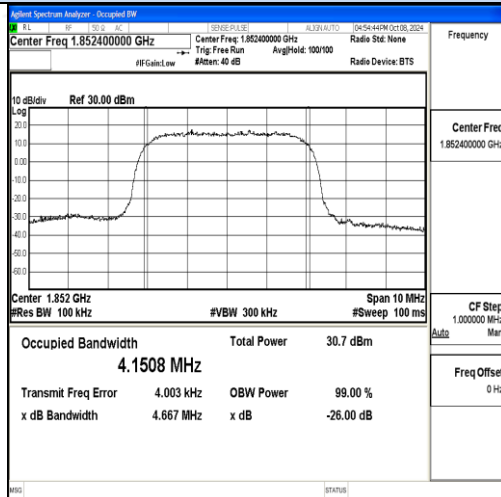 Agilent Spectrum Analyzer - Occupied BW
RL RF 50 Ω AC SENSE:PULSE ALIGN AUTO 04:54:44 PM Oct 08, 2024
Center Freq 1.852400000 GHz Center Freq: 1.852400000 GHz Radio Std: None Frequency
Trig: Free Run Avg|Hold: 100/100
#IFGain:Low #Atten: 40 dB Radio Device: BTS
10 dB/div Ref 30.00 dBm
Log
20.0
10.0
0.00
-10.0
-20.0
-30.0
-40.0
-50.0
-60.0
Center Freq
1.852400000 GHz
Center 1.852 GHz Span 10 MHz
#Res BW 100 kHz #VBW 300 kHz #Sweep 100 ms
CF Step
1.000000 MHz
Auto Man
Occupied Bandwidth Total Power 30.7 dBm
4.1508 MHz
Transmit Freq Error 4.003 kHz OBW Power 99.00 %
x dB Bandwidth 4.667 MHz x dB -26.00 dB
Freq Offset
0 Hz
MSG STATUS